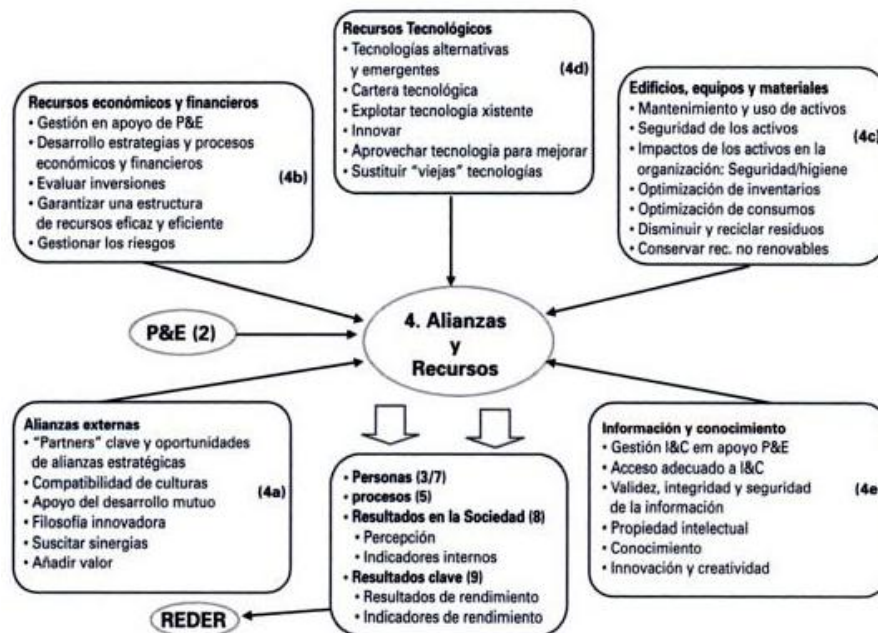 Recursos Tecnológicos
• Tecnologías alternativas
y emergentes
(4d)
• Cartera tecnológica
• Explotar tecnología xistente
• Innovar
• Aprovechar tecnología para mejorar
• Sustituir “viejas” tecnologías
Recursos económicos y financieros
• Gestión en apoyo de P&E
• Desarrollo estrategias y procesos
económicos y financieros
(4b)
• Evaluar inversiones
• Garantizar una estructura
de recursos eficaz y eficiente
• Gestionar los riesgos
Edificios, equipos y materiales
• Mantenimiento y uso de activos
• Seguridad de los activos
(4c)
• Impactos de los activos en la
organización: Seguridad/higiene
• Optimización de inventarios
• Optimización de consumos
• Disminuir y reciclar residuos
• Conservar rec. no renovables
P&E (2)
4. Alianzas
y
Recursos
Alianzas externas
• “Partners” clave y oportunidades
de alianzas estratégicas
• Compatibilidad de culturas
• Apoyo del desarrollo mutuo
(4a)
• Filosofía innovadora
• Suscitar sinergias
• Añadir valor
• Personas (3/7)
• procesos (5)
• Resultados en la Sociedad (8)
• Percepción
• Indicadores internos
• Resultados clave (9)
• Resultados de rendimiento
• Indicadores de rendimiento
Información y conocimiento
• Gestión I&C em apoyo P&E
• Acceso adecuado a I&C
• Validez, integridad y seguridad
de la información
(4e)
• Propiedad intelectual
• Conocimiento
• Innovación y creatividad
REDER